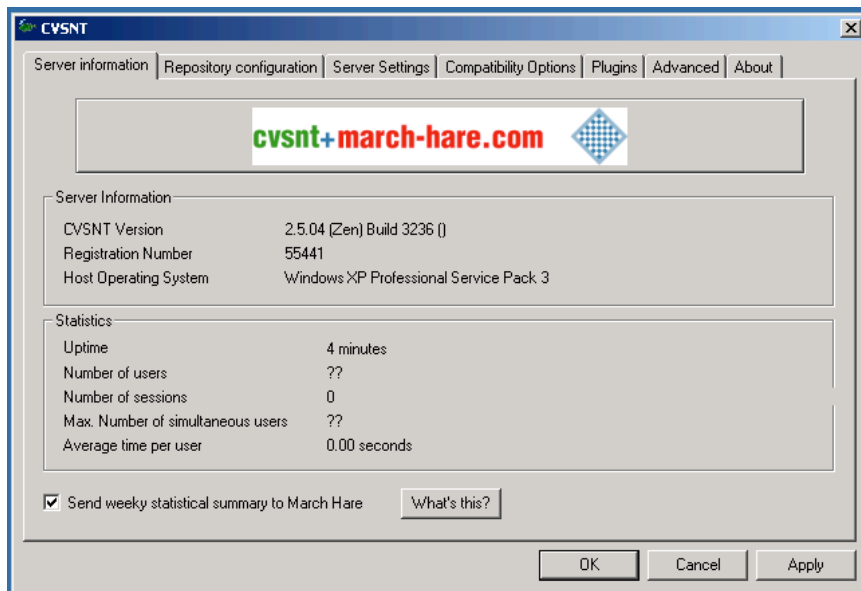 CVSNT
Server information Repository configuration Server Settings Compatibility Options Plugins Advanced About
cvsnt+march-hare.com
Server Information
CVSNT Version 2.5.04 (Zen) Build 3236 ()
Registration Number 55441
Host Operating System Windows XP Professional Service Pack 3
Statistics
Uptime 4 minutes
Number of users ??
Number of sessions 0
Max. Number of simultaneous users ??
Average time per user 0.00 seconds
Send weekly statistical summary to March Hare What's this?
OK Cancel Apply